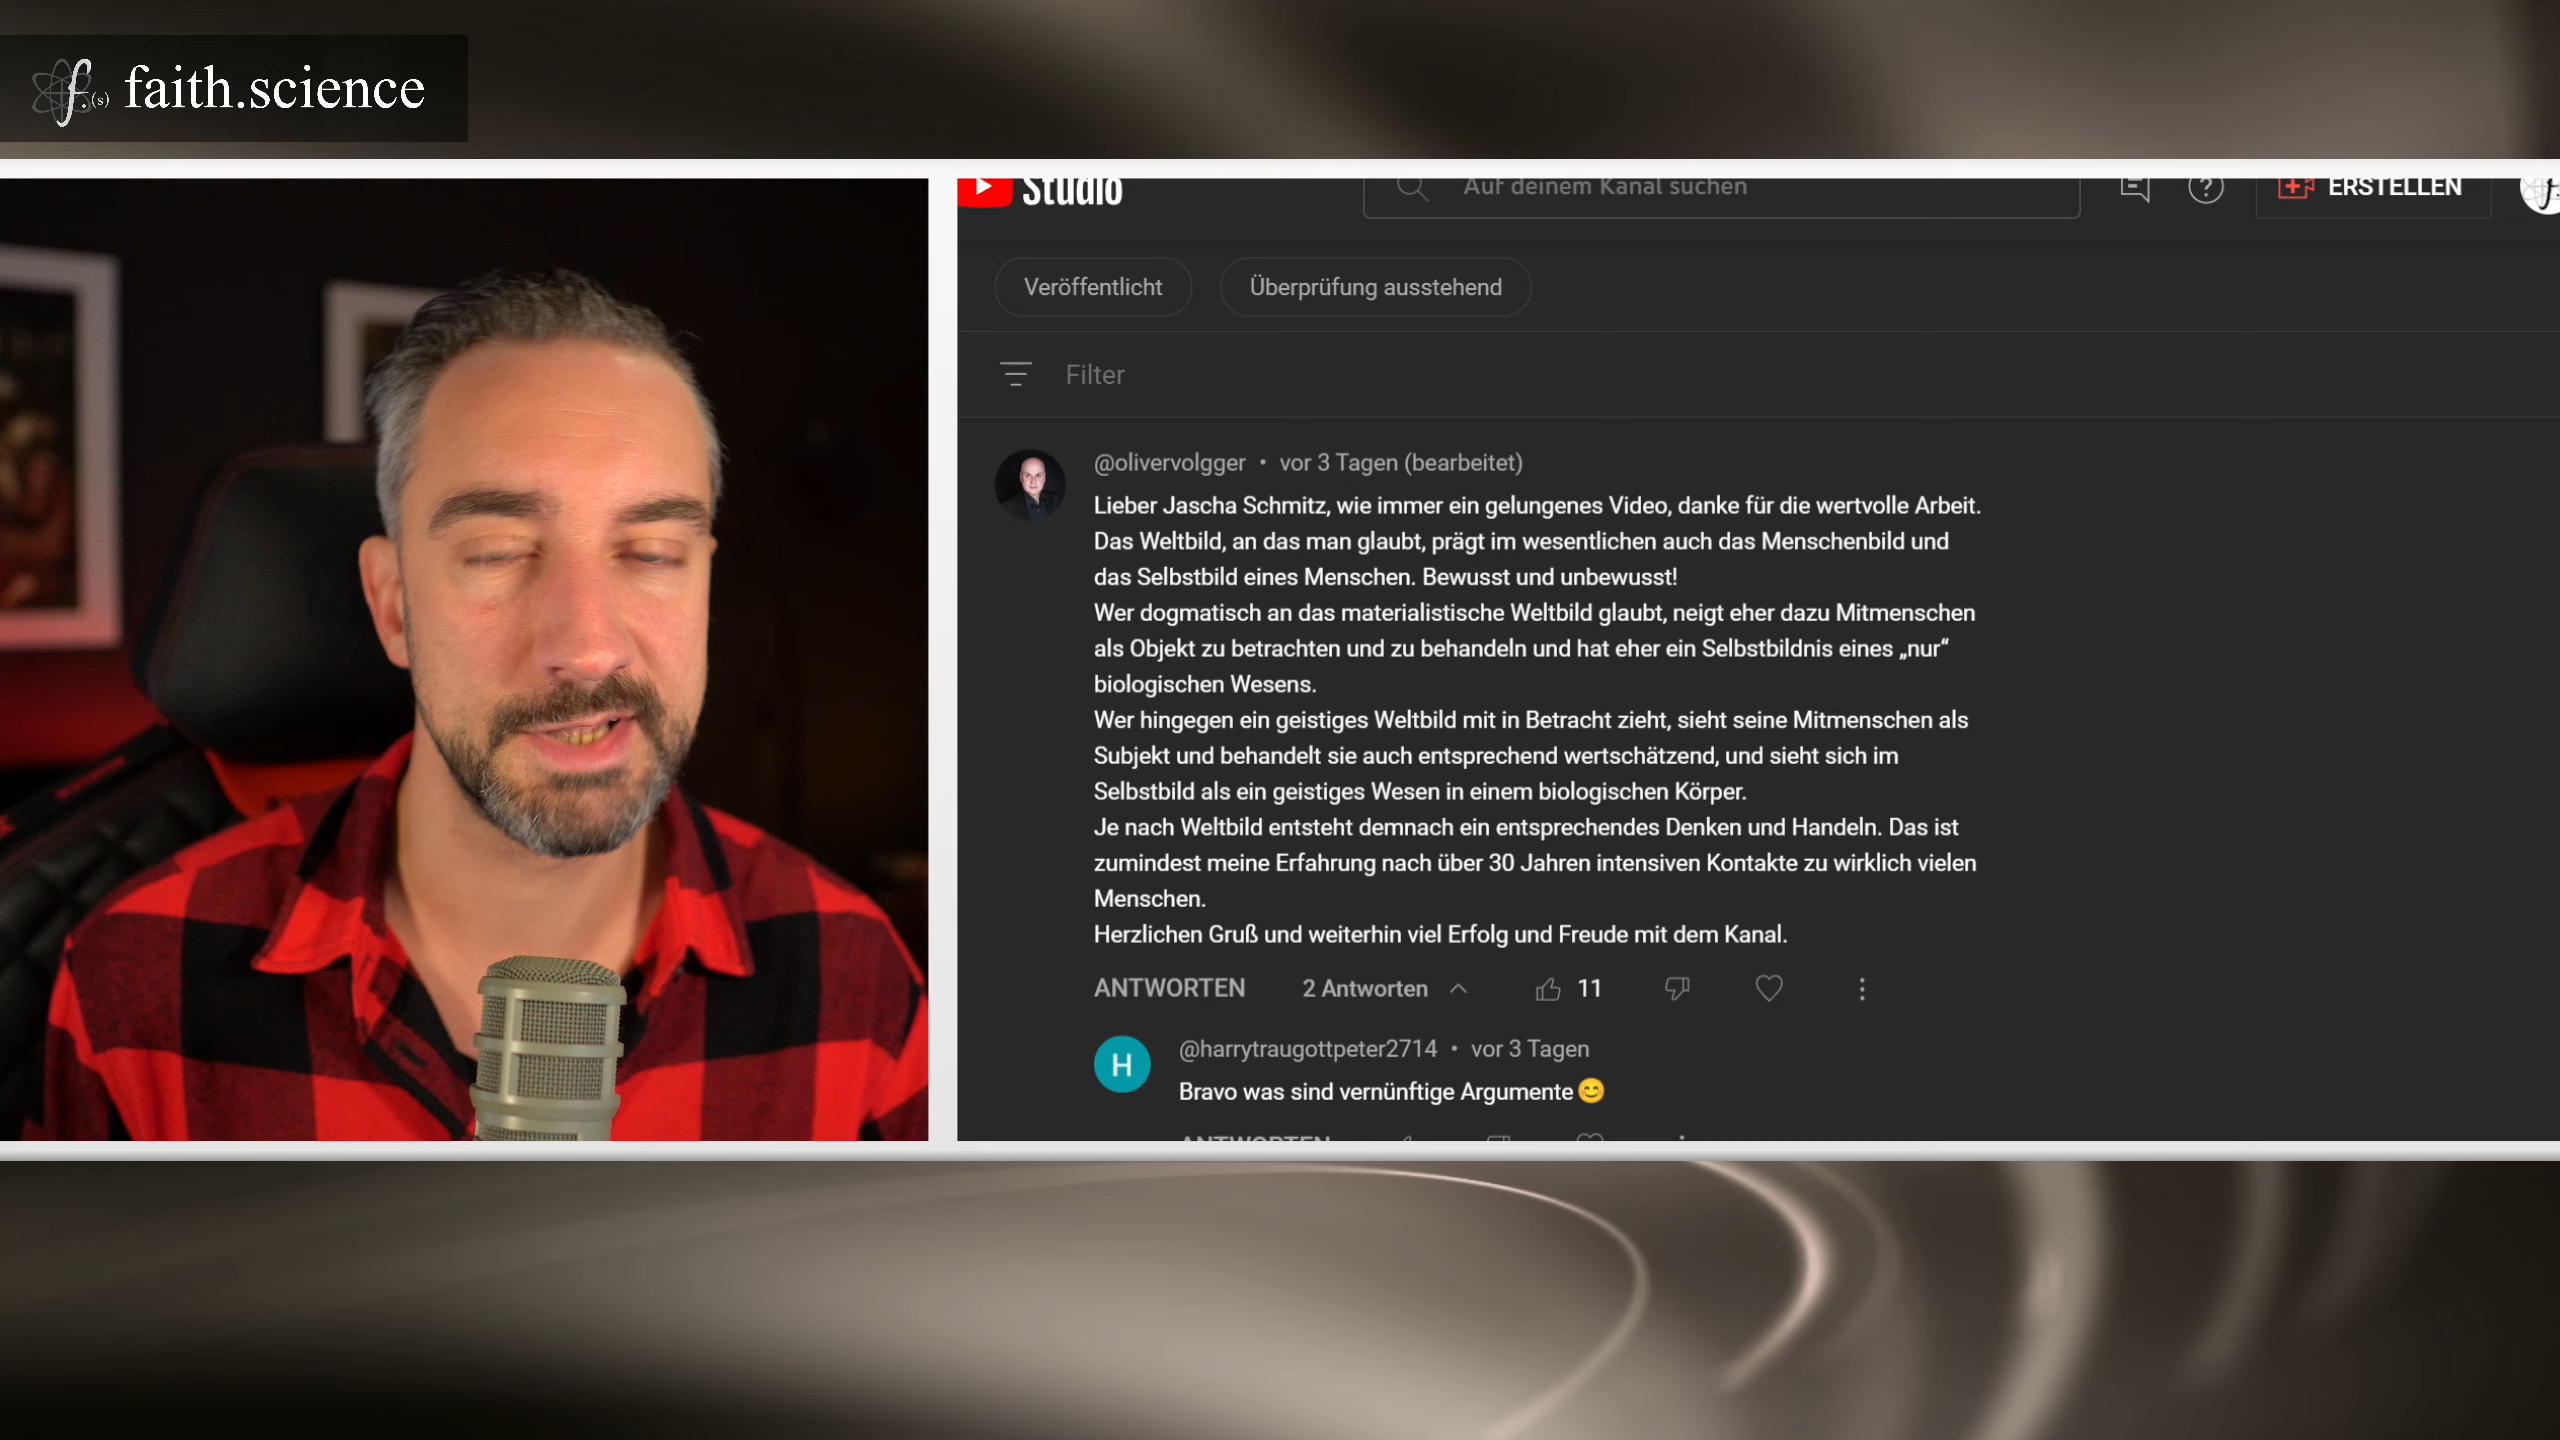 f.(s) faith.science
Studio
Auf deinem Kanal suchen
ERSTELLEN
Veröffentlicht
Überprüfung ausstehend
Filter
@olivervolgger • vor 3 Tagen (bearbeitet)
Lieber Jascha Schmitz, wie immer ein gelungenes Video, danke für die wertvolle Arbeit.
Das Weltbild, an das man glaubt, prägt im wesentlichen auch das Menschenbild und
das Selbstbild eines Menschen. Bewusst und unbewusst!
Wer dogmatisch an das materialistische Weltbild glaubt, neigt eher dazu Mitmenschen
als Objekt zu betrachten und zu behandeln und hat eher ein Selbstbildnis eines „nur“
biologischen Wesens.
Wer hingegen ein geistiges Weltbild mit in Betracht zieht, sieht seine Mitmenschen als
Subjekt und behandelt sie auch entsprechend wertschätzend, und sieht sich im
Selbstbild als ein geistiges Wesen in einem biologischen Körper.
Je nach Weltbild entsteht demnach ein entsprechendes Denken und Handeln. Das ist
zumindest meine Erfahrung nach über 30 Jahren intensiven Kontakte zu wirklich vielen
Menschen.
Herzlichen Gruß und weiterhin viel Erfolg und Freude mit dem Kanal.
ANTWORTEN 2 Antworten 11
H
@harrytraugottpeter2714 • vor 3 Tagen
Bravo was sind vernünftige Argumente😊
ANTWORTEN